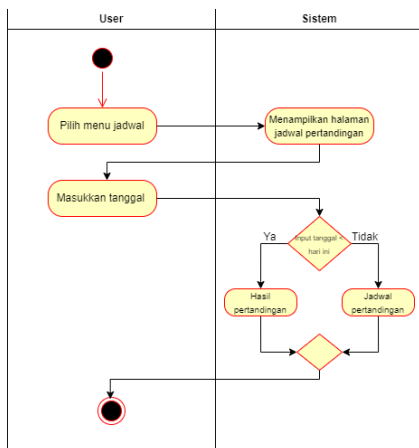 User
Sistem
Pilih menu jadwal
Menampilkan halaman
jadwal pertandingan
Masukkan tanggal
Ya
Input tanggal <
hari ini
Tidak
Hasil
pertandingan
Jadwal
pertandingan